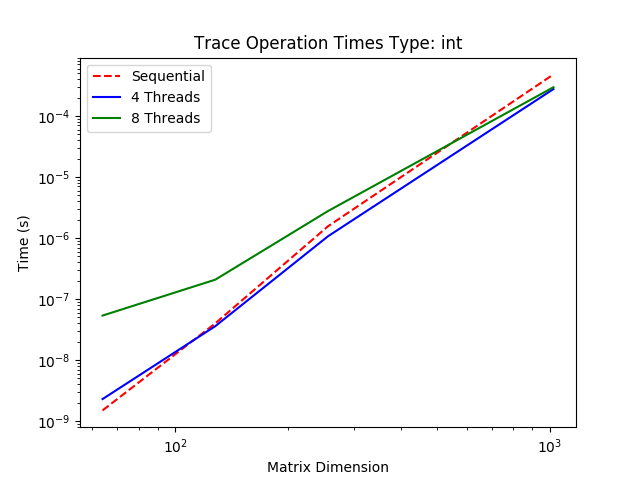 Trace Operation Times Type: int
Sequential
4 Threads
8 Threads
Time (s)
10⁻⁴
10⁻⁵
10⁻⁶
10⁻⁷
10⁻⁸
10⁻⁹
10² 10³
Matrix Dimension